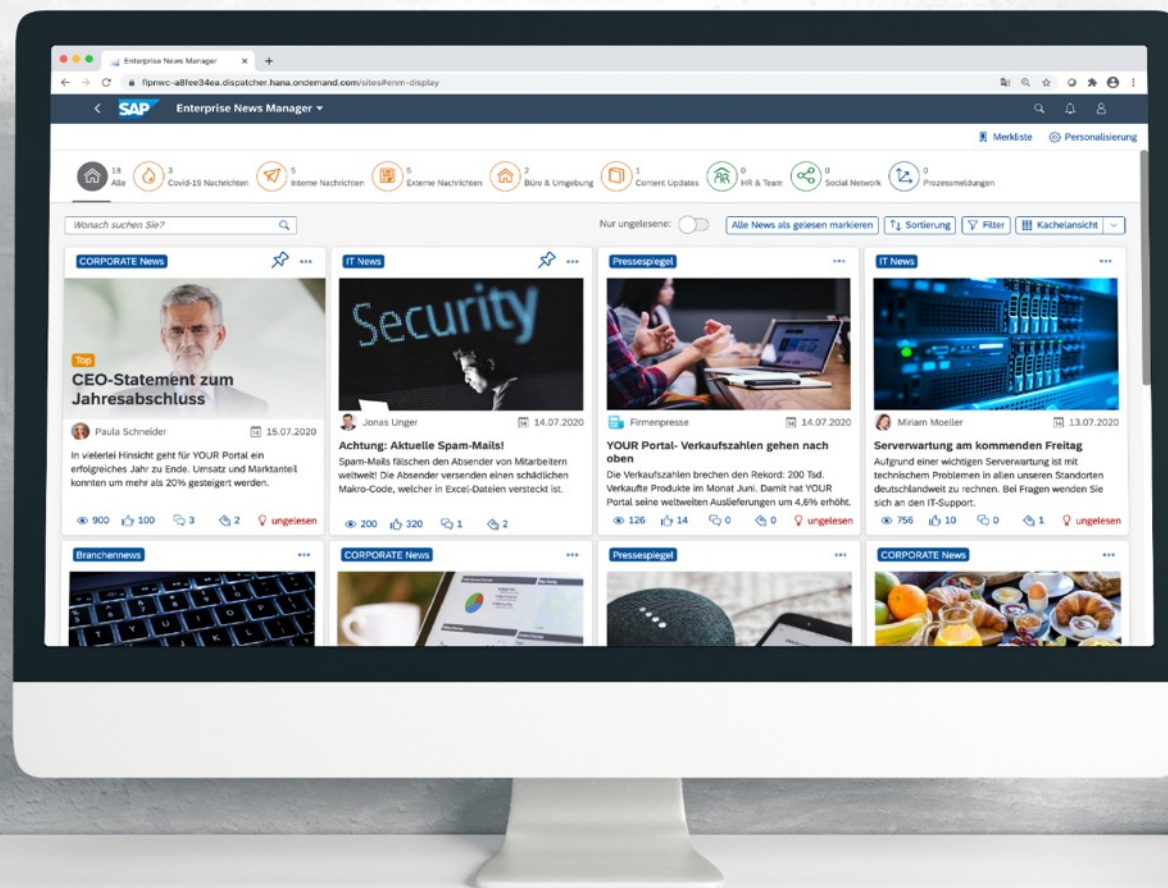 Enterprise News Manager
flpnwc-a8fee34ea.dispatcher.hana.ondemand.com/sites#enm-display
SAP Enterprise News Manager
Merkliste Personalisierung
18 Alle
3 Covid-19 Nachrichten
5 Interne Nachrichten
5 Externe Nachrichten
2 Büro & Umgebung
1 Content Updates
0 HR & Team
0 Social Network
0 Prozessmeldungen
Wonach suchen Sie?
Nur ungelesene:
Alle News als gelesen markieren
Sortierung
Filter
Kachelansicht
CORPORATE News
Top
CEO-Statement zum
Jahresabschluss
Paula Schneider 15.07.2020
In vielerlei Hinsicht geht für YOUR Portal ein
erfolgreiches Jahr zu Ende. Umsatz und Marktanteil
konnten um mehr als 20% gesteigert werden.
900 100 3 2 ungelesen
IT News
Security
Jonas Unger 14.07.2020
Achtung: Aktuelle Spam-Mails!
Spam-Mails fälschen den Absender von Mitarbeitern
weltweit! Die Absender versenden einen schädlichen
Makro-Code, welcher in Excel-Dateien versteckt ist.
200 320 1 2
Pressespiegel
Firmenpresse 14.07.2020
YOUR Portal- Verkaufszahlen gehen nach
oben
Die Verkaufszahlen brechen den Rekord: 200 Tsd.
Verkaufte Produkte im Monat Juni. Damit hat YOUR
Portal seine weltweiten Auslieferungen um 4,6% erhöht.
126 14 0 0 ungelesen
IT News
Miriam Moeller 13.07.2020
Serverwartung am kommenden Freitag
Aufgrund einer wichtigen Serverwartung ist mit
technischem Problemen in allen unseren Standorten
deutschlandweit zu rechnen. Bei Fragen wenden Sie
sich an den IT-Support.
756 10 0 1 ungelesen
Branchennews
CORPORATE News
Pressespiegel
CORPORATE News